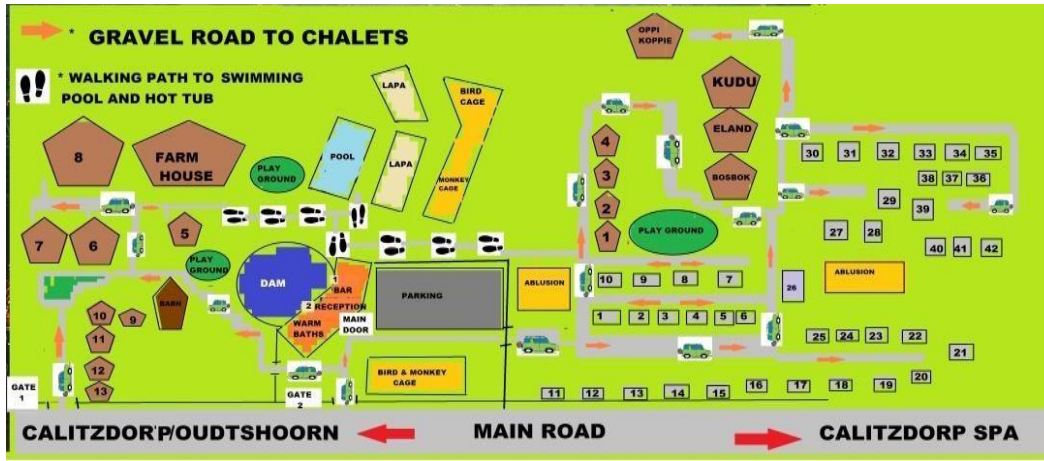 * GRAVEL ROAD TO CHALETS
* WALKING PATH TO SWIMMING
POOL AND HOT TUB
OPPI
KOPPIE
KUDU
ELAND
BOSBOK
LAPA
BIRD
CAGE
LAPA
MONKEY
CAGE
POOL
PLAY
GROUND
8
FARM
HOUSE
7
6
5
PLAY
GROUND
DAM
1
BAR
2
RECEPTION
WARM
BATHS
MAIN
DOOR
PARKING
BIRD & MONKEY
CAGE
BARN
10
9
11
12
13
GATE
1
GATE
2
4
3
2
1
PLAY GROUND
ABLUSION
10 9 8 7
1 2 3 4 5 6
26
ABLUSION
30 31 32 33 34 35
38 37 36
29
39
27 28
40 41 42
25 24 23 22
21
20
11 12 13 14 15 16 17 18 19
CALITZDORP/OUDTSHOORN
MAIN ROAD
CALITZDORP SPA